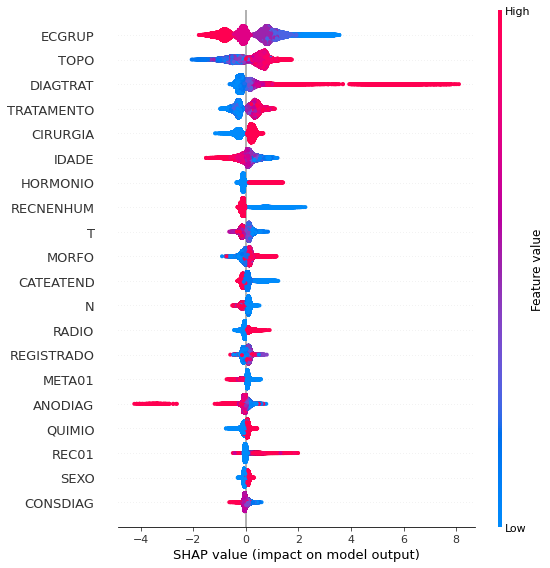 High
ECGRUP
TOPO
DIAGTRAT
TRATAMENTO
CIRURGIA
IDADE
HORMONIO
RECNENHUM
T
MORFO
CATEATEND
N
RADIO
REGISTRADO
META01
ANODIAG
QUIMIO
REC01
SEXO
CONSDIAG
Feature value
Low
−4 −2 0 2 4 6 8
SHAP value (impact on model output)